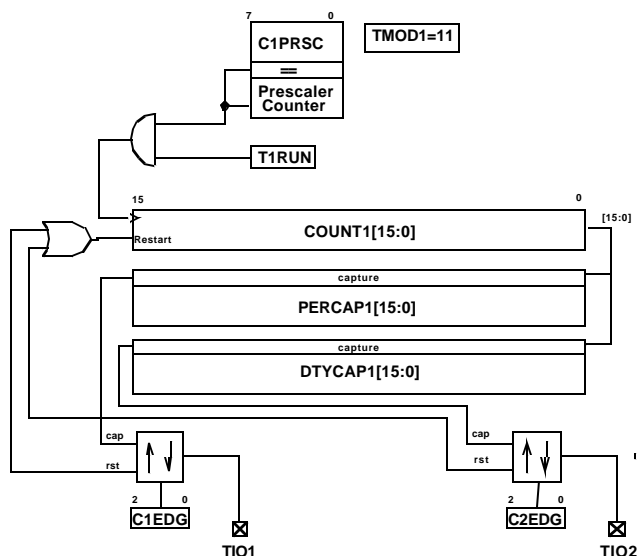 7 0
C1PRSC
TMOD1=11
==
Prescaler
Counter
T1RUN
15 0
[15:0]
COUNT1[15:0]
Restart
capture
PERCAP1[15:0]
capture
DTYCAP1[15:0]
cap cap
rst rst
2 0 2 0
C1EDG C2EDG
TIO1 TIO2